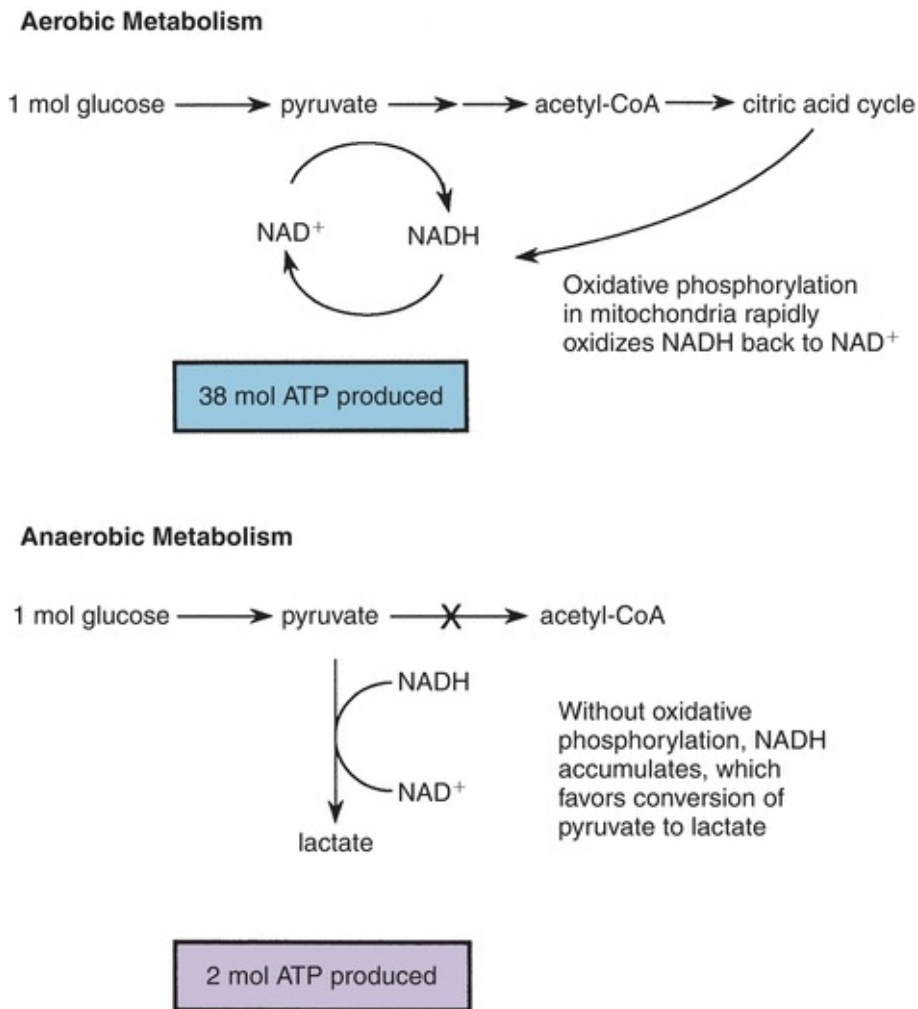 Aerobic Metabolism
1 mol glucose pyruvate acetyl-CoA citric acid cycle
NAD⁺ NADH
Oxidative phosphorylation
in mitochondria rapidly
oxidizes NADH back to NAD⁺
38 mol ATP produced
Anaerobic Metabolism
1 mol glucose pyruvate X acetyl-CoA
NADH
NAD⁺
lactate
Without oxidative
phosphorylation, NADH
accumulates, which
favors conversion of
pyruvate to lactate
2 mol ATP produced